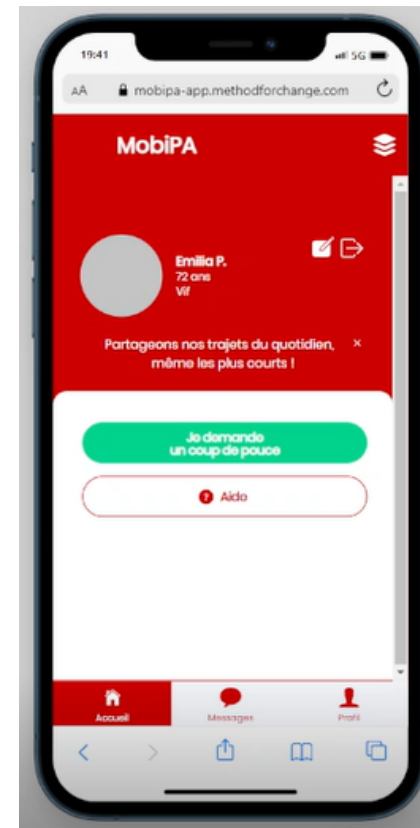 19:41
5G
AA mobipa-app.methodforchange.com
MobiPA
Emilia P.
72 ans
Vif
Partageons nos trajets du quotidien, ×
même les plus courts !
Je demande
un coup de pouce
? Aide
Accueil Messages Profil